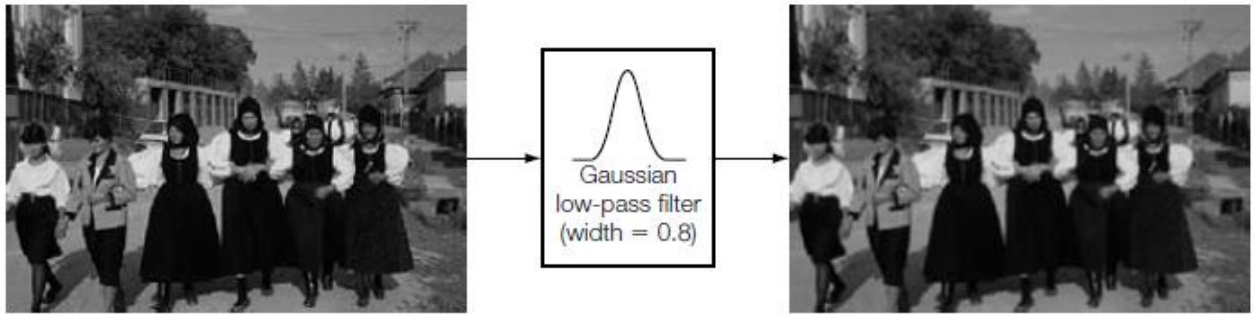 Gaussian
low-pass filter
(width = 0.8)